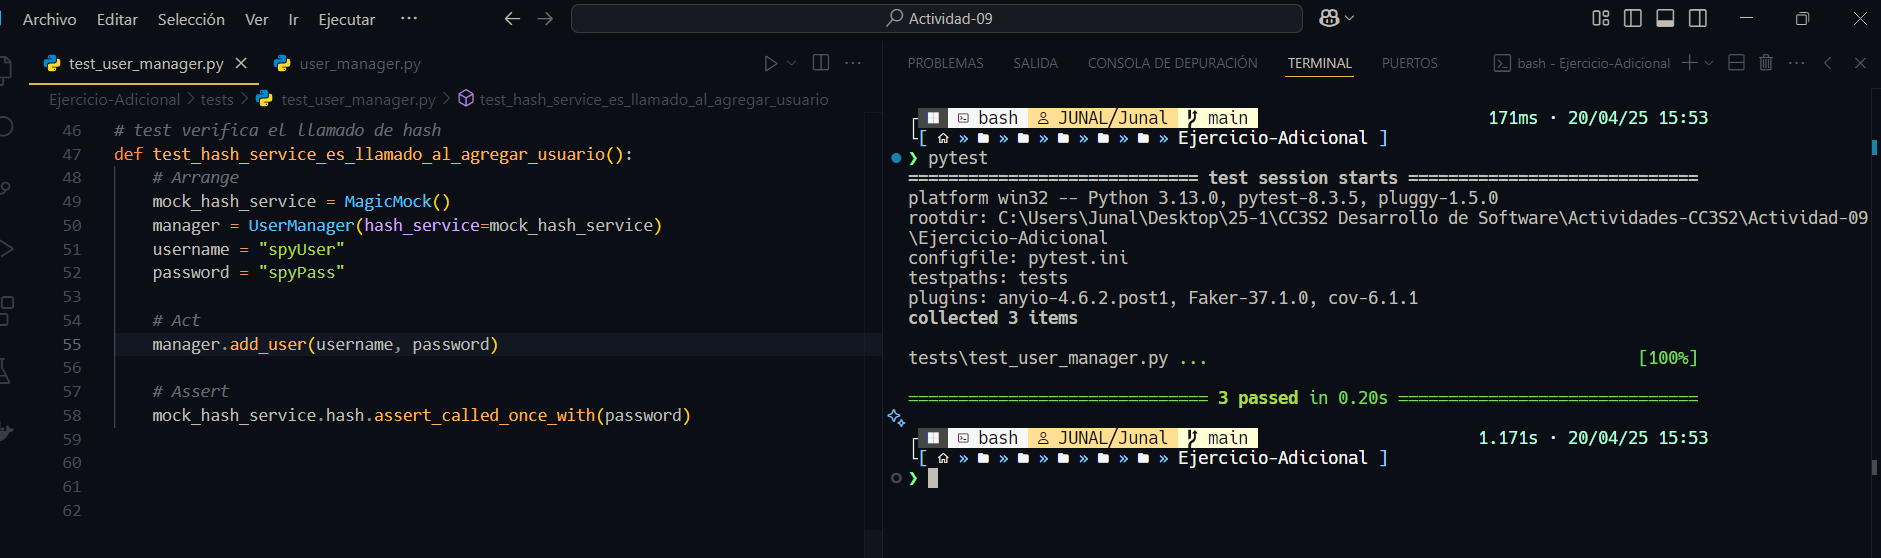 Archivo Editar Selección Ver Ir Ejecutar ··· Actividad-09
test_user_manager.py user_manager.py
Ejercicio-Adicional > tests > test_user_manager.py > test_hash_service_es_llamado_al_agregar_usuario
46 # test verifica el llamado de hash
47 def test_hash_service_es_llamado_al_agregar_usuario():
48     # Arrange
49     mock_hash_service = MagicMock()
50     manager = UserManager(hash_service=mock_hash_service)
51     username = "spyUser"
52     password = "spyPass"
53
54     # Act
55     manager.add_user(username, password)
56
57     # Assert
58     mock_hash_service.hash.assert_called_once_with(password)
59
60
61
62
PROBLEMAS SALIDA CONSOLA DE DEPURACIÓN TERMINAL PUERTOS bash - Ejercicio-Adicional
bash JUNAL/Junal main 171ms · 20/04/25 15:53
[ » » » » » » Ejercicio-Adicional ]
❯ pytest
============================= test session starts =============================
platform win32 -- Python 3.13.0, pytest-8.3.5, pluggy-1.5.0
rootdir: C:\Users\Junal\Desktop\25-1\CC3S2 Desarrollo de Software\Actividades-CC3S2\Actividad-09
\Ejercicio-Adicional
configfile: pytest.ini
testpaths: tests
plugins: anyio-4.6.2.post1, Faker-37.1.0, cov-6.1.1
collected 3 items
tests\test_user_manager.py ... [100%]
============================== 3 passed in 0.20s ==============================
bash JUNAL/Junal main 1.171s · 20/04/25 15:53
[ » » » » » » Ejercicio-Adicional ]
❯